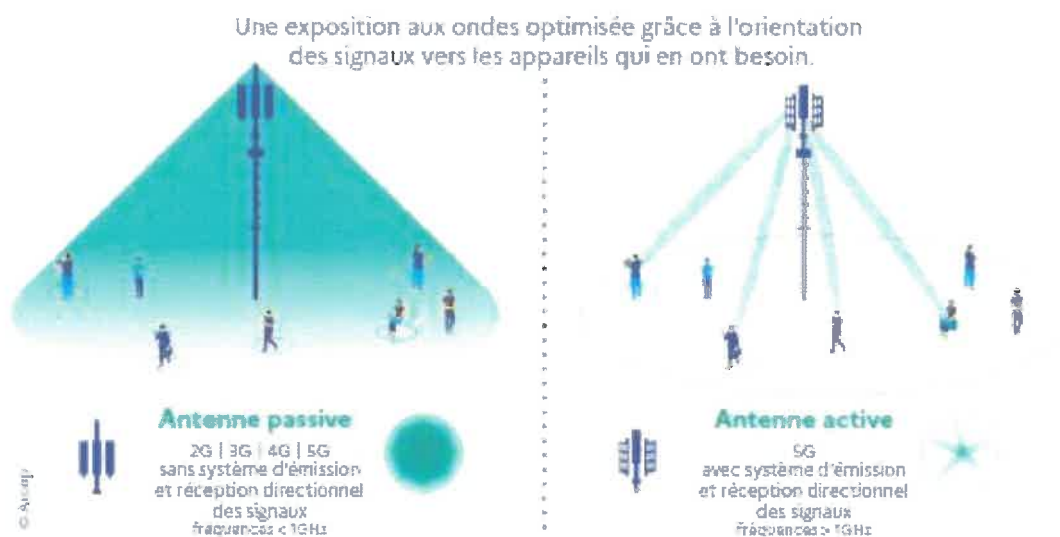 Une exposition aux ondes optimisée grâce à l'orientation
des signaux vers les appareils qui en ont besoin.
Antenne passive
2G | 3G | 4G | 5G
sans système d'émission
et réception directionnel
des signaux
fréquences < 1GHz
Antenne active
5G
avec système d'émission
et réception directionnel
des signaux
fréquences > 1GHz
© Arcep